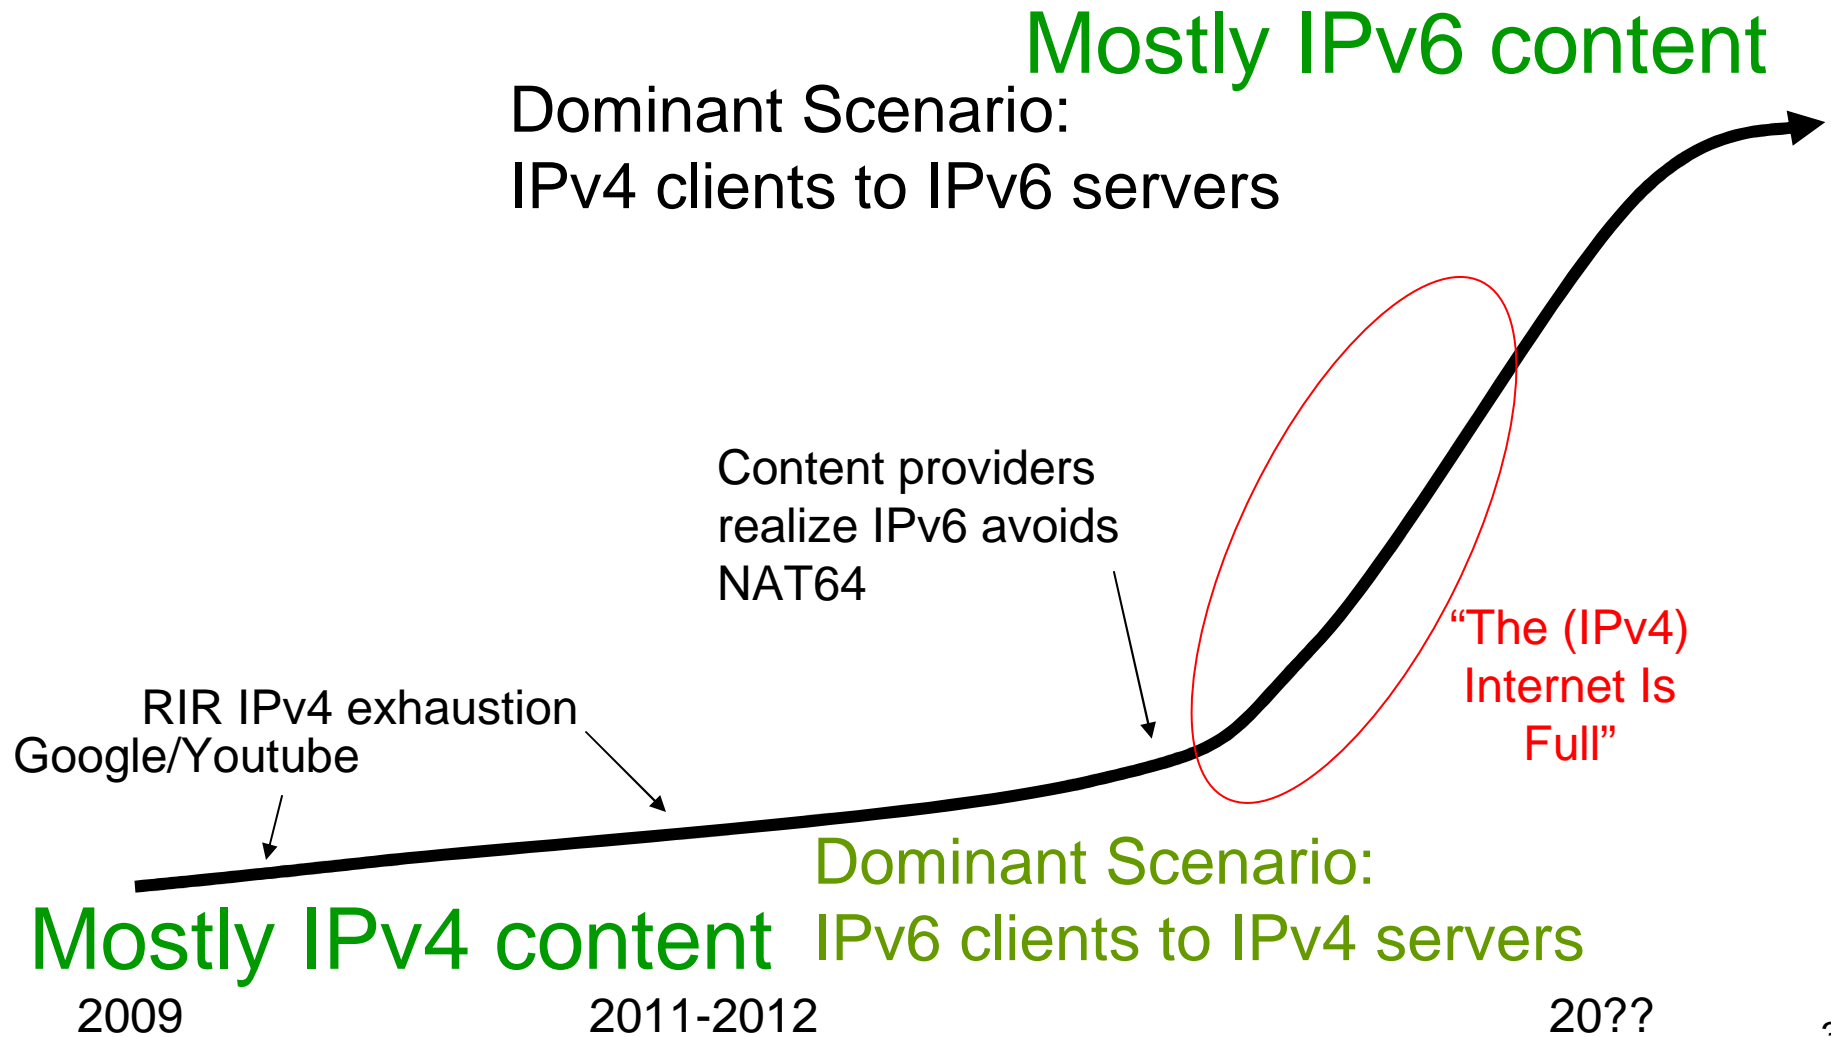 Mostly IPv6 content
Dominant Scenario:
IPv4 clients to IPv6 servers
Content providers
realize IPv6 avoids
NAT64
“The (IPv4)
Internet Is
Full”
RIR IPv4 exhaustion
Google/Youtube
Dominant Scenario:
IPv6 clients to IPv4 servers
Mostly IPv4 content
2009
2011-2012
20??